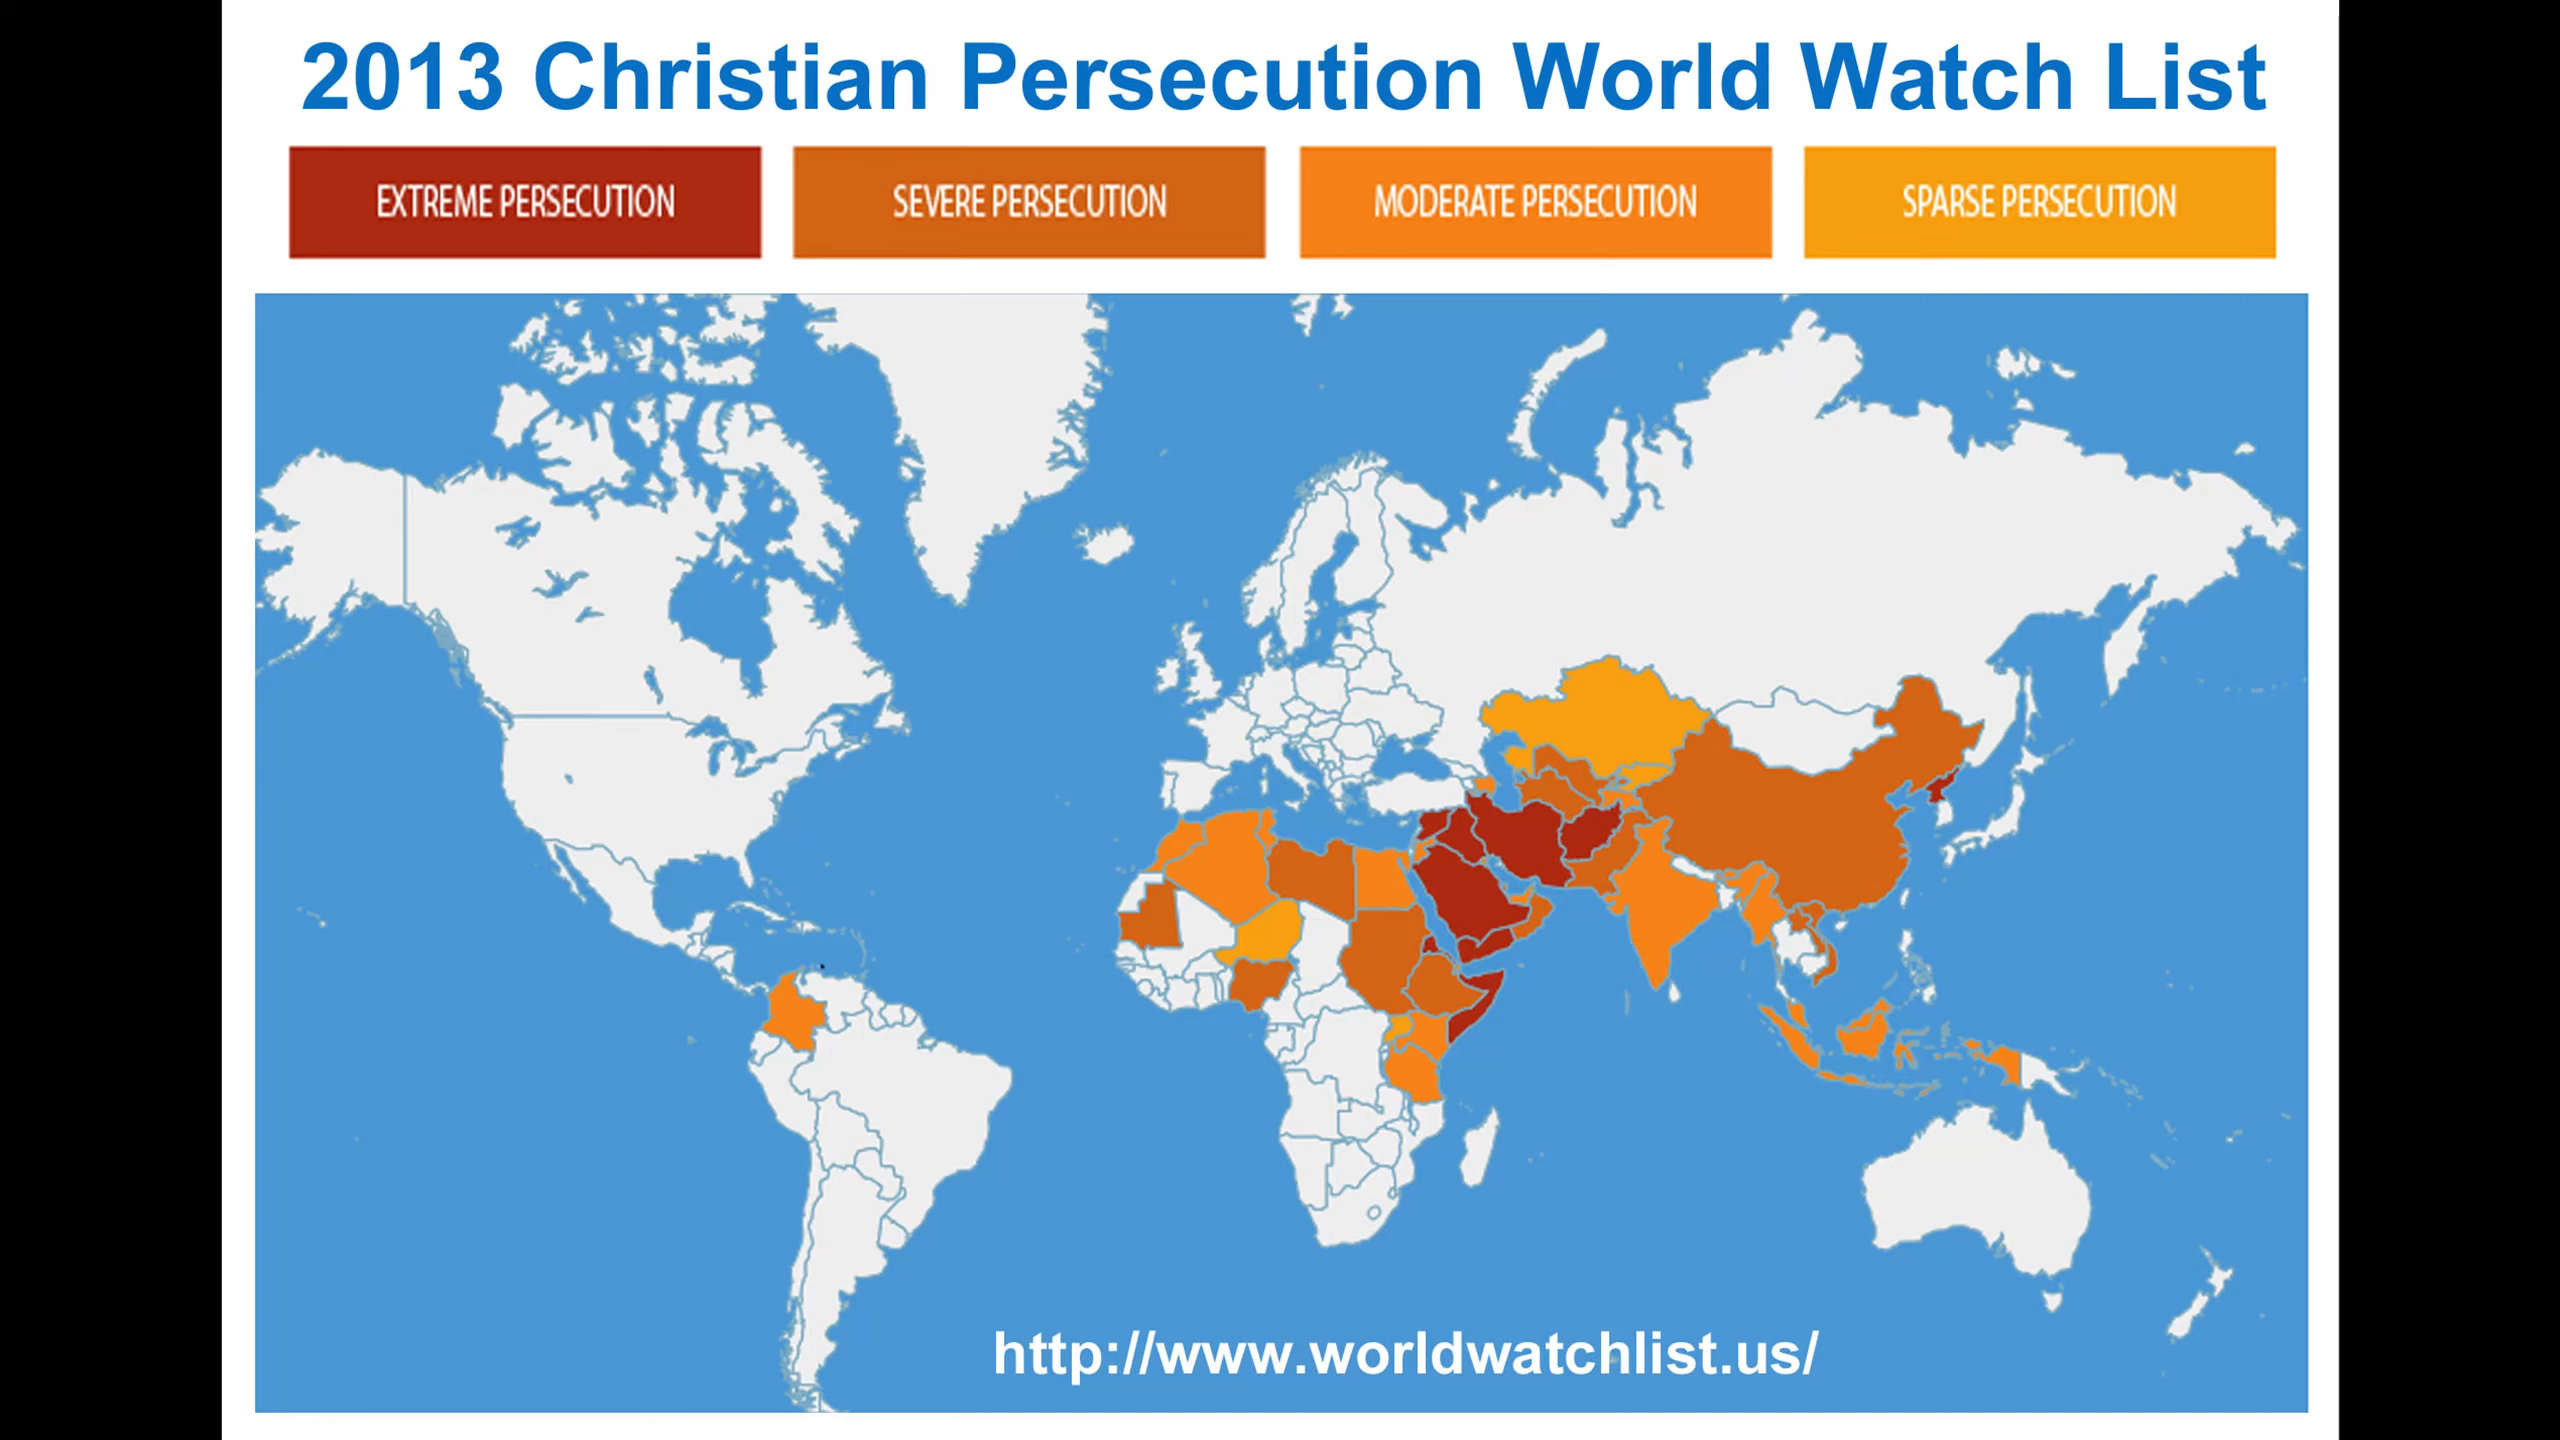 2013 Christian Persecution World Watch List
EXTREME PERSECUTION
SEVERE PERSECUTION
MODERATE PERSECUTION
SPARSE PERSECUTION
http://www.worldwatchlist.us/